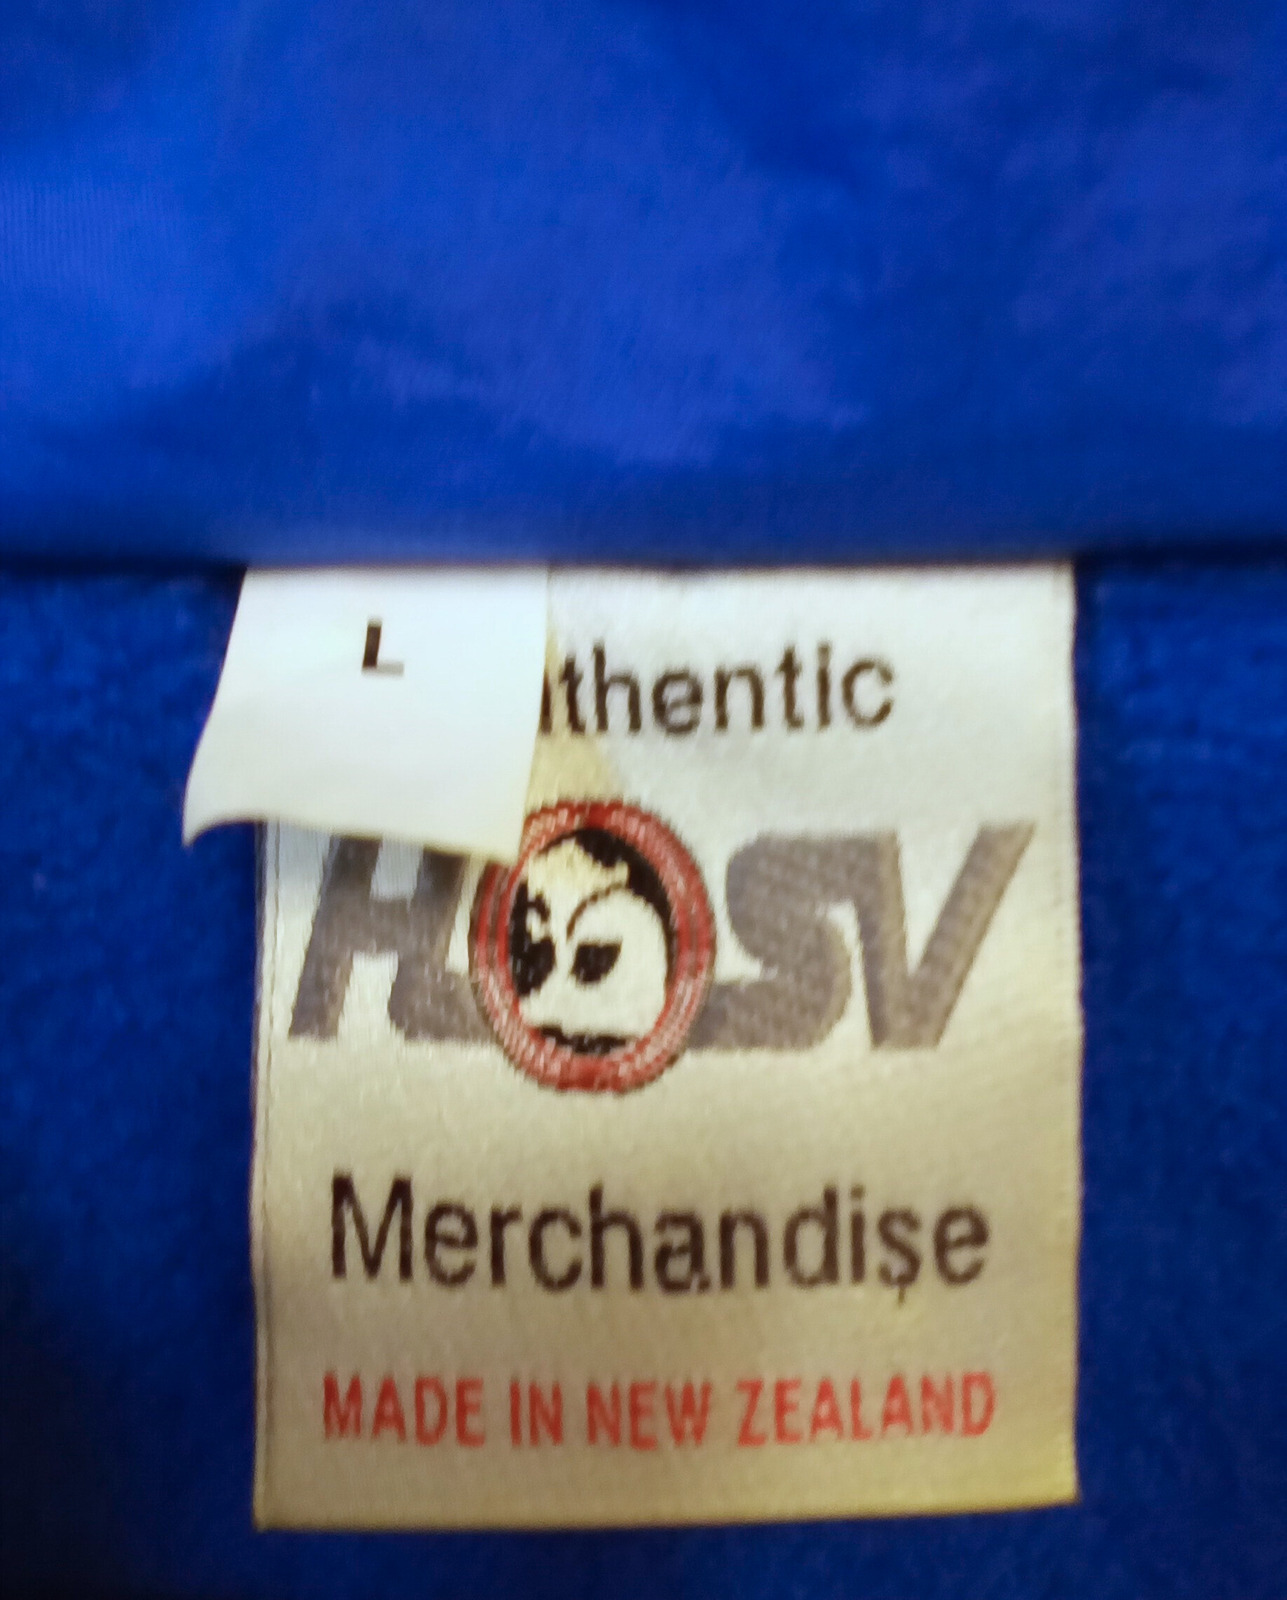 L
thentic
HSV
Merchandise
MADE IN NEW ZEALAND